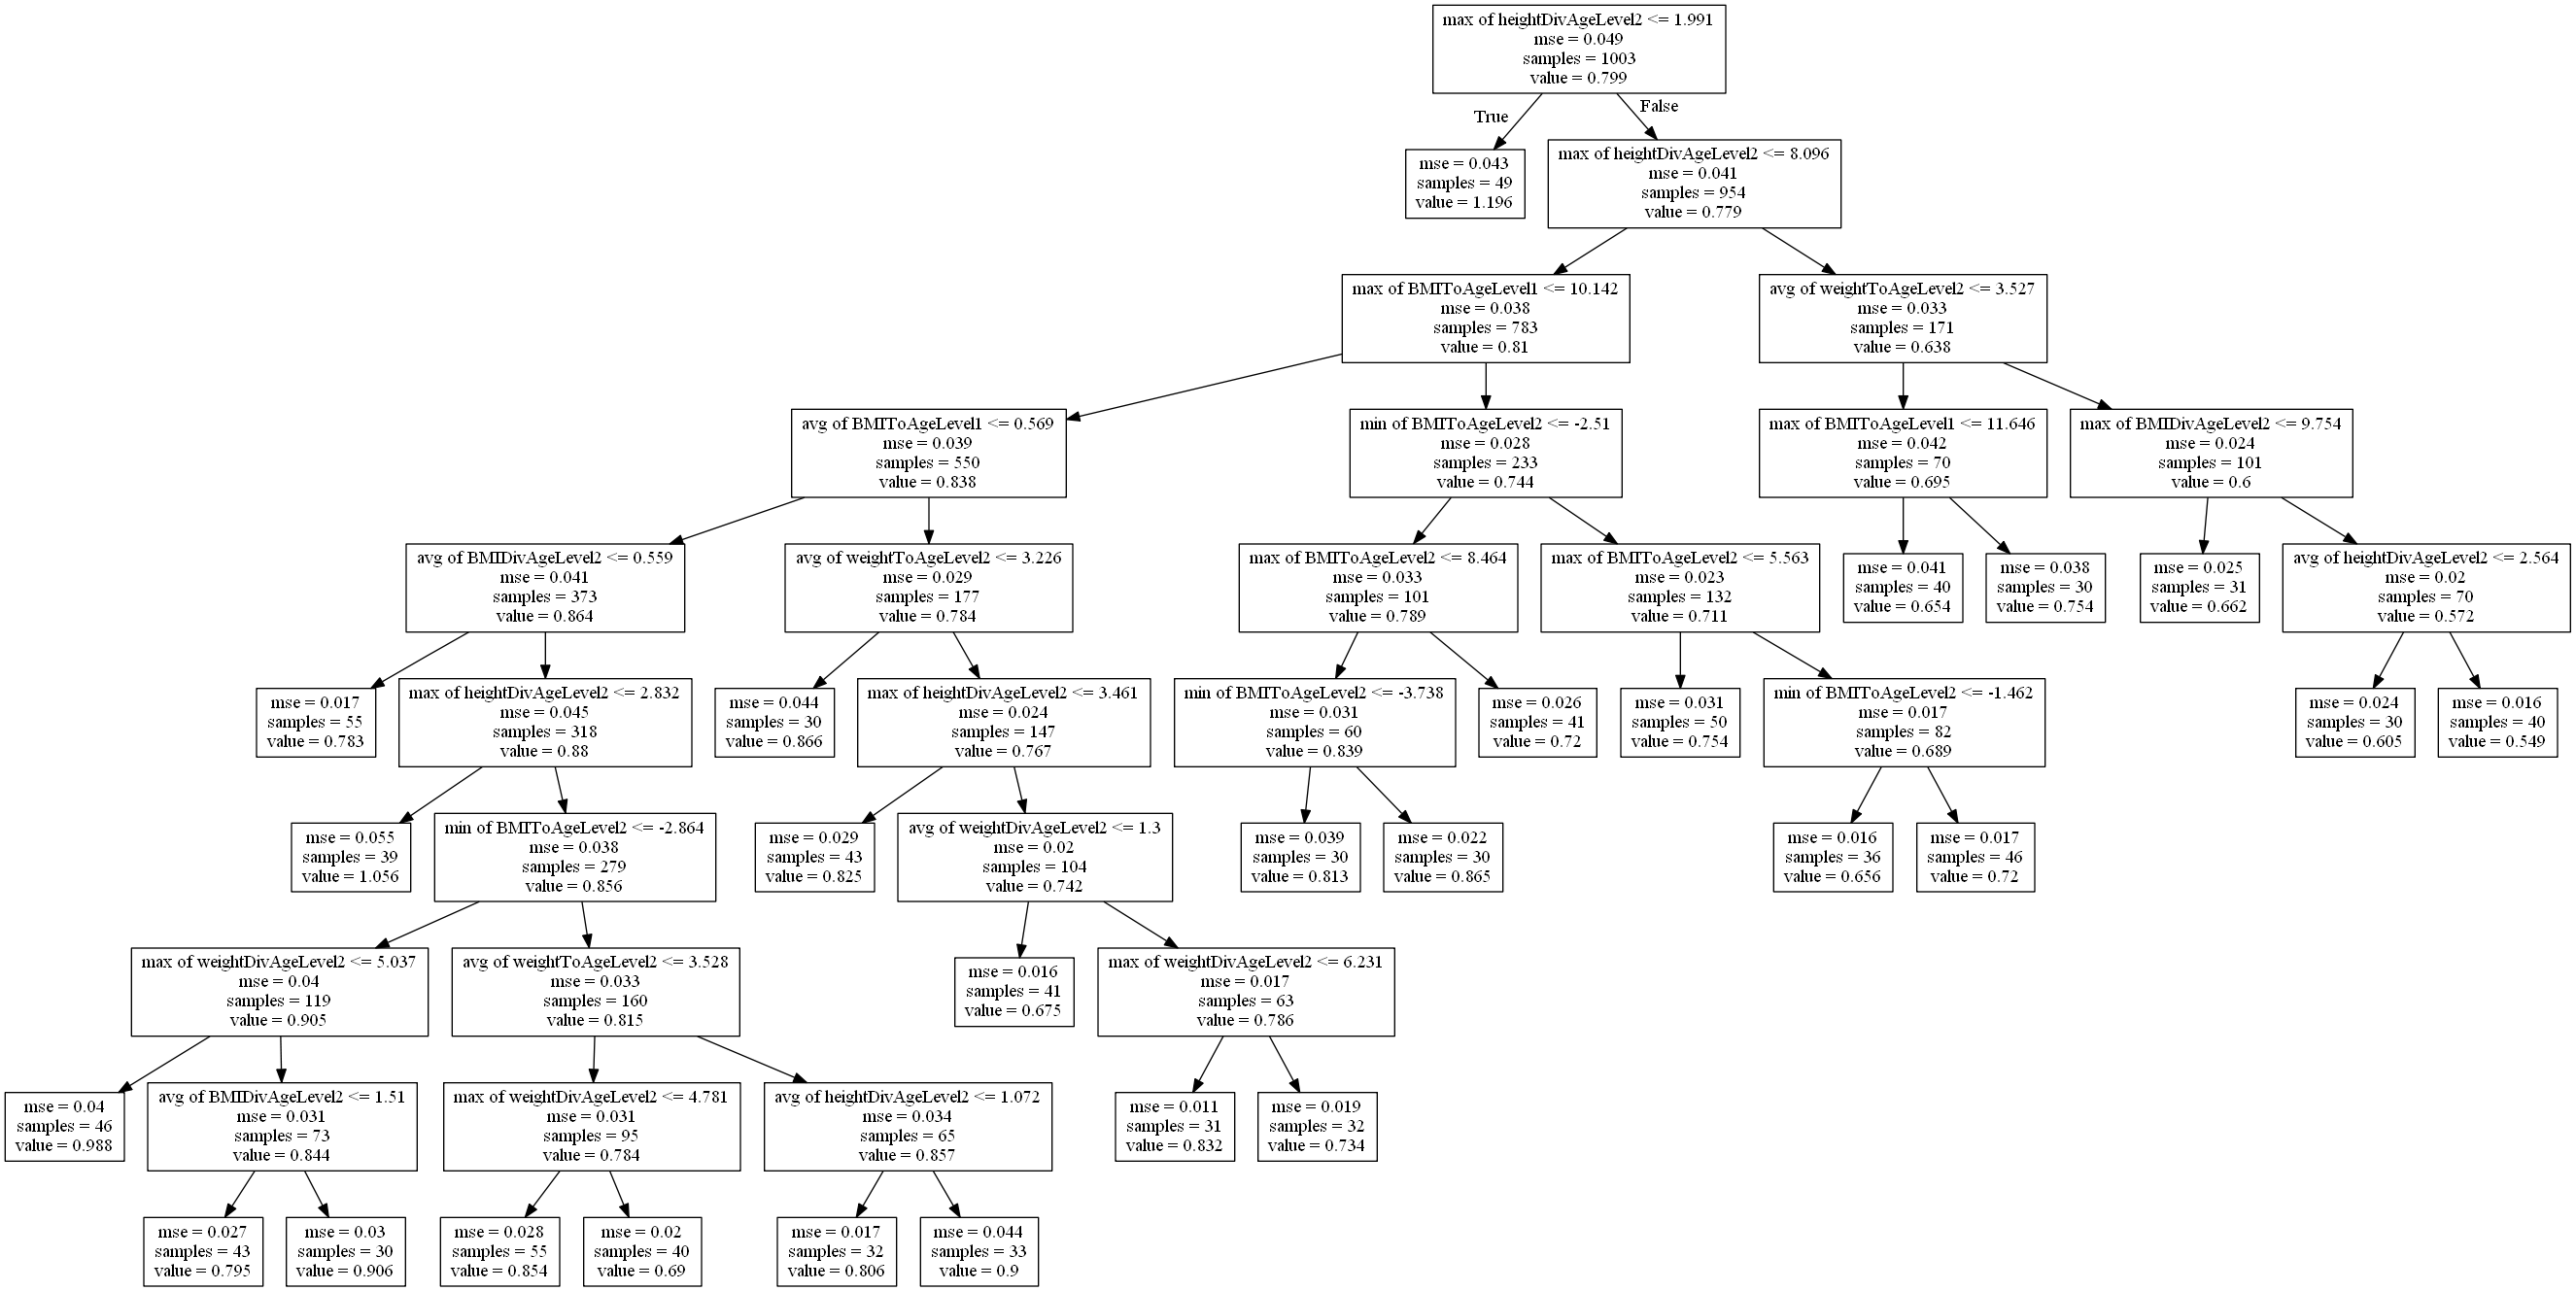 max of heightDivAgeLevel2 <= 1.991
mse = 0.049
samples = 1003
value = 0.799
True
False
mse = 0.043
samples = 49
value = 1.196
max of heightDivAgeLevel2 <= 8.096
mse = 0.041
samples = 954
value = 0.779
max of BMIToAgeLevel1 <= 10.142
mse = 0.038
samples = 783
value = 0.81
avg of weightToAgeLevel2 <= 3.527
mse = 0.033
samples = 171
value = 0.638
avg of BMIToAgeLevel1 <= 0.569
mse = 0.039
samples = 550
value = 0.838
min of BMIToAgeLevel2 <= -2.51
mse = 0.028
samples = 233
value = 0.744
max of BMIToAgeLevel1 <= 11.646
mse = 0.042
samples = 70
value = 0.695
max of BMIDivAgeLevel2 <= 9.754
mse = 0.024
samples = 101
value = 0.6
avg of BMIDivAgeLevel2 <= 0.559
mse = 0.041
samples = 373
value = 0.864
avg of weightToAgeLevel2 <= 3.226
mse = 0.029
samples = 177
value = 0.784
max of BMIToAgeLevel2 <= 8.464
mse = 0.033
samples = 101
value = 0.789
max of BMIToAgeLevel2 <= 5.563
mse = 0.023
samples = 132
value = 0.711
mse = 0.041
samples = 40
value = 0.654
mse = 0.038
samples = 30
value = 0.754
mse = 0.025
samples = 31
value = 0.662
avg of heightDivAgeLevel2 <= 2.564
mse = 0.02
samples = 70
value = 0.572
mse = 0.017
samples = 55
value = 0.783
max of heightDivAgeLevel2 <= 2.832
mse = 0.045
samples = 318
value = 0.88
mse = 0.044
samples = 30
value = 0.866
max of heightDivAgeLevel2 <= 3.461
mse = 0.024
samples = 147
value = 0.767
min of BMIToAgeLevel2 <= -3.738
mse = 0.031
samples = 60
value = 0.839
mse = 0.026
samples = 41
value = 0.72
mse = 0.031
samples = 50
value = 0.754
min of BMIToAgeLevel2 <= -1.462
mse = 0.017
samples = 82
value = 0.689
mse = 0.024
samples = 30
value = 0.605
mse = 0.016
samples = 40
value = 0.549
mse = 0.055
samples = 39
value = 1.056
min of BMIToAgeLevel2 <= -2.864
mse = 0.038
samples = 279
value = 0.856
mse = 0.029
samples = 43
value = 0.825
avg of weightDivAgeLevel2 <= 1.3
mse = 0.02
samples = 104
value = 0.742
mse = 0.039
samples = 30
value = 0.813
mse = 0.022
samples = 30
value = 0.865
mse = 0.016
samples = 36
value = 0.656
mse = 0.017
samples = 46
value = 0.72
max of weightDivAgeLevel2 <= 5.037
mse = 0.04
samples = 119
value = 0.905
avg of weightToAgeLevel2 <= 3.528
mse = 0.033
samples = 160
value = 0.815
mse = 0.016
samples = 41
value = 0.675
max of weightDivAgeLevel2 <= 6.231
mse = 0.017
samples = 63
value = 0.786
mse = 0.04
samples = 46
value = 0.988
avg of BMIDivAgeLevel2 <= 1.51
mse = 0.031
samples = 73
value = 0.844
max of weightDivAgeLevel2 <= 4.781
mse = 0.031
samples = 95
value = 0.784
avg of heightDivAgeLevel2 <= 1.072
mse = 0.034
samples = 65
value = 0.857
mse = 0.011
samples = 31
value = 0.832
mse = 0.019
samples = 32
value = 0.734
mse = 0.027
samples = 43
value = 0.795
mse = 0.03
samples = 30
value = 0.906
mse = 0.028
samples = 55
value = 0.854
mse = 0.02
samples = 40
value = 0.69
mse = 0.017
samples = 32
value = 0.806
mse = 0.044
samples = 33
value = 0.9